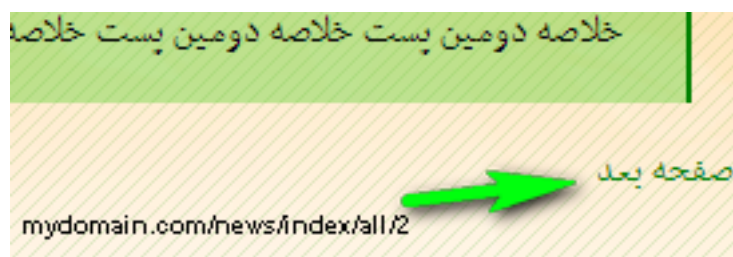 خلاصه دومین پست خلاصه دومین پست خلاصه
صفحه بعد
mydomain.com/news/index/all/2